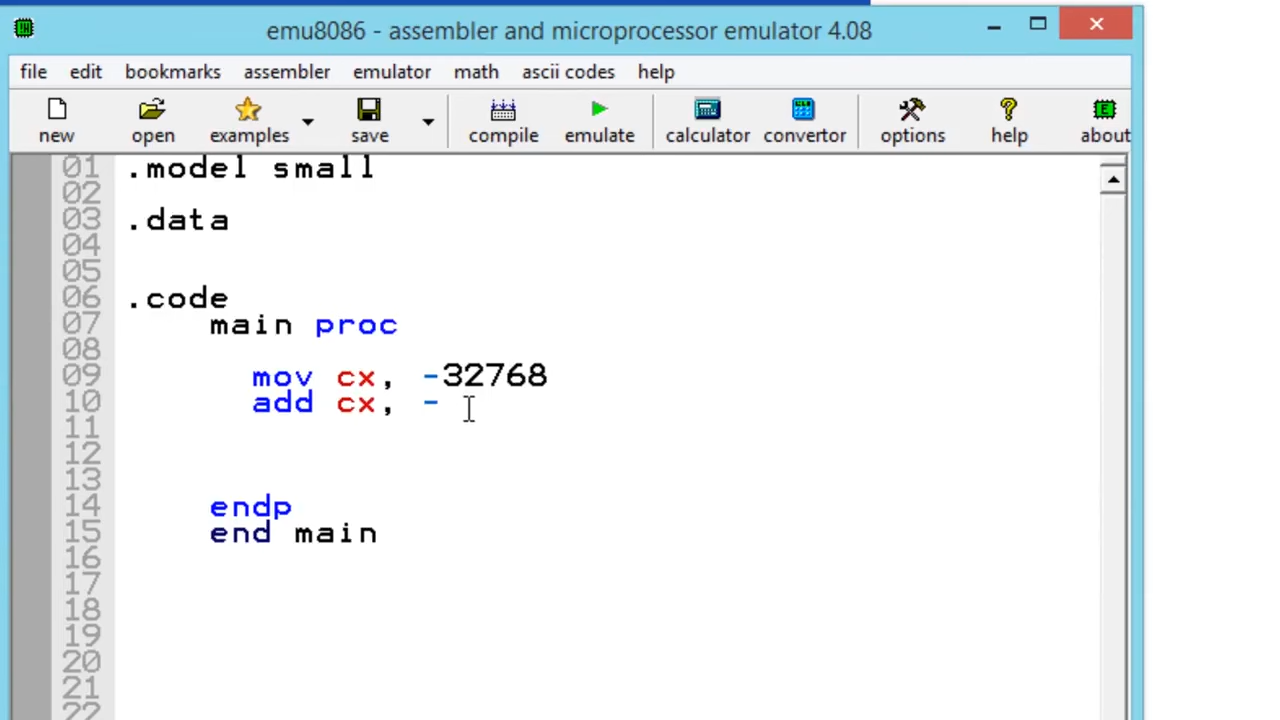 emu8086 - assembler and microprocessor emulator 4.08
file edit bookmarks assembler emulator math ascii codes help
new open examples save compile emulate calculator convertor options help about
01 .model small
02
03 .data
04
05
06 .code
07 main proc
08
09 mov cx, -32768
10 add cx, -
11
12
13
14 endp
15 end main
16
17
18
19
20
21
22